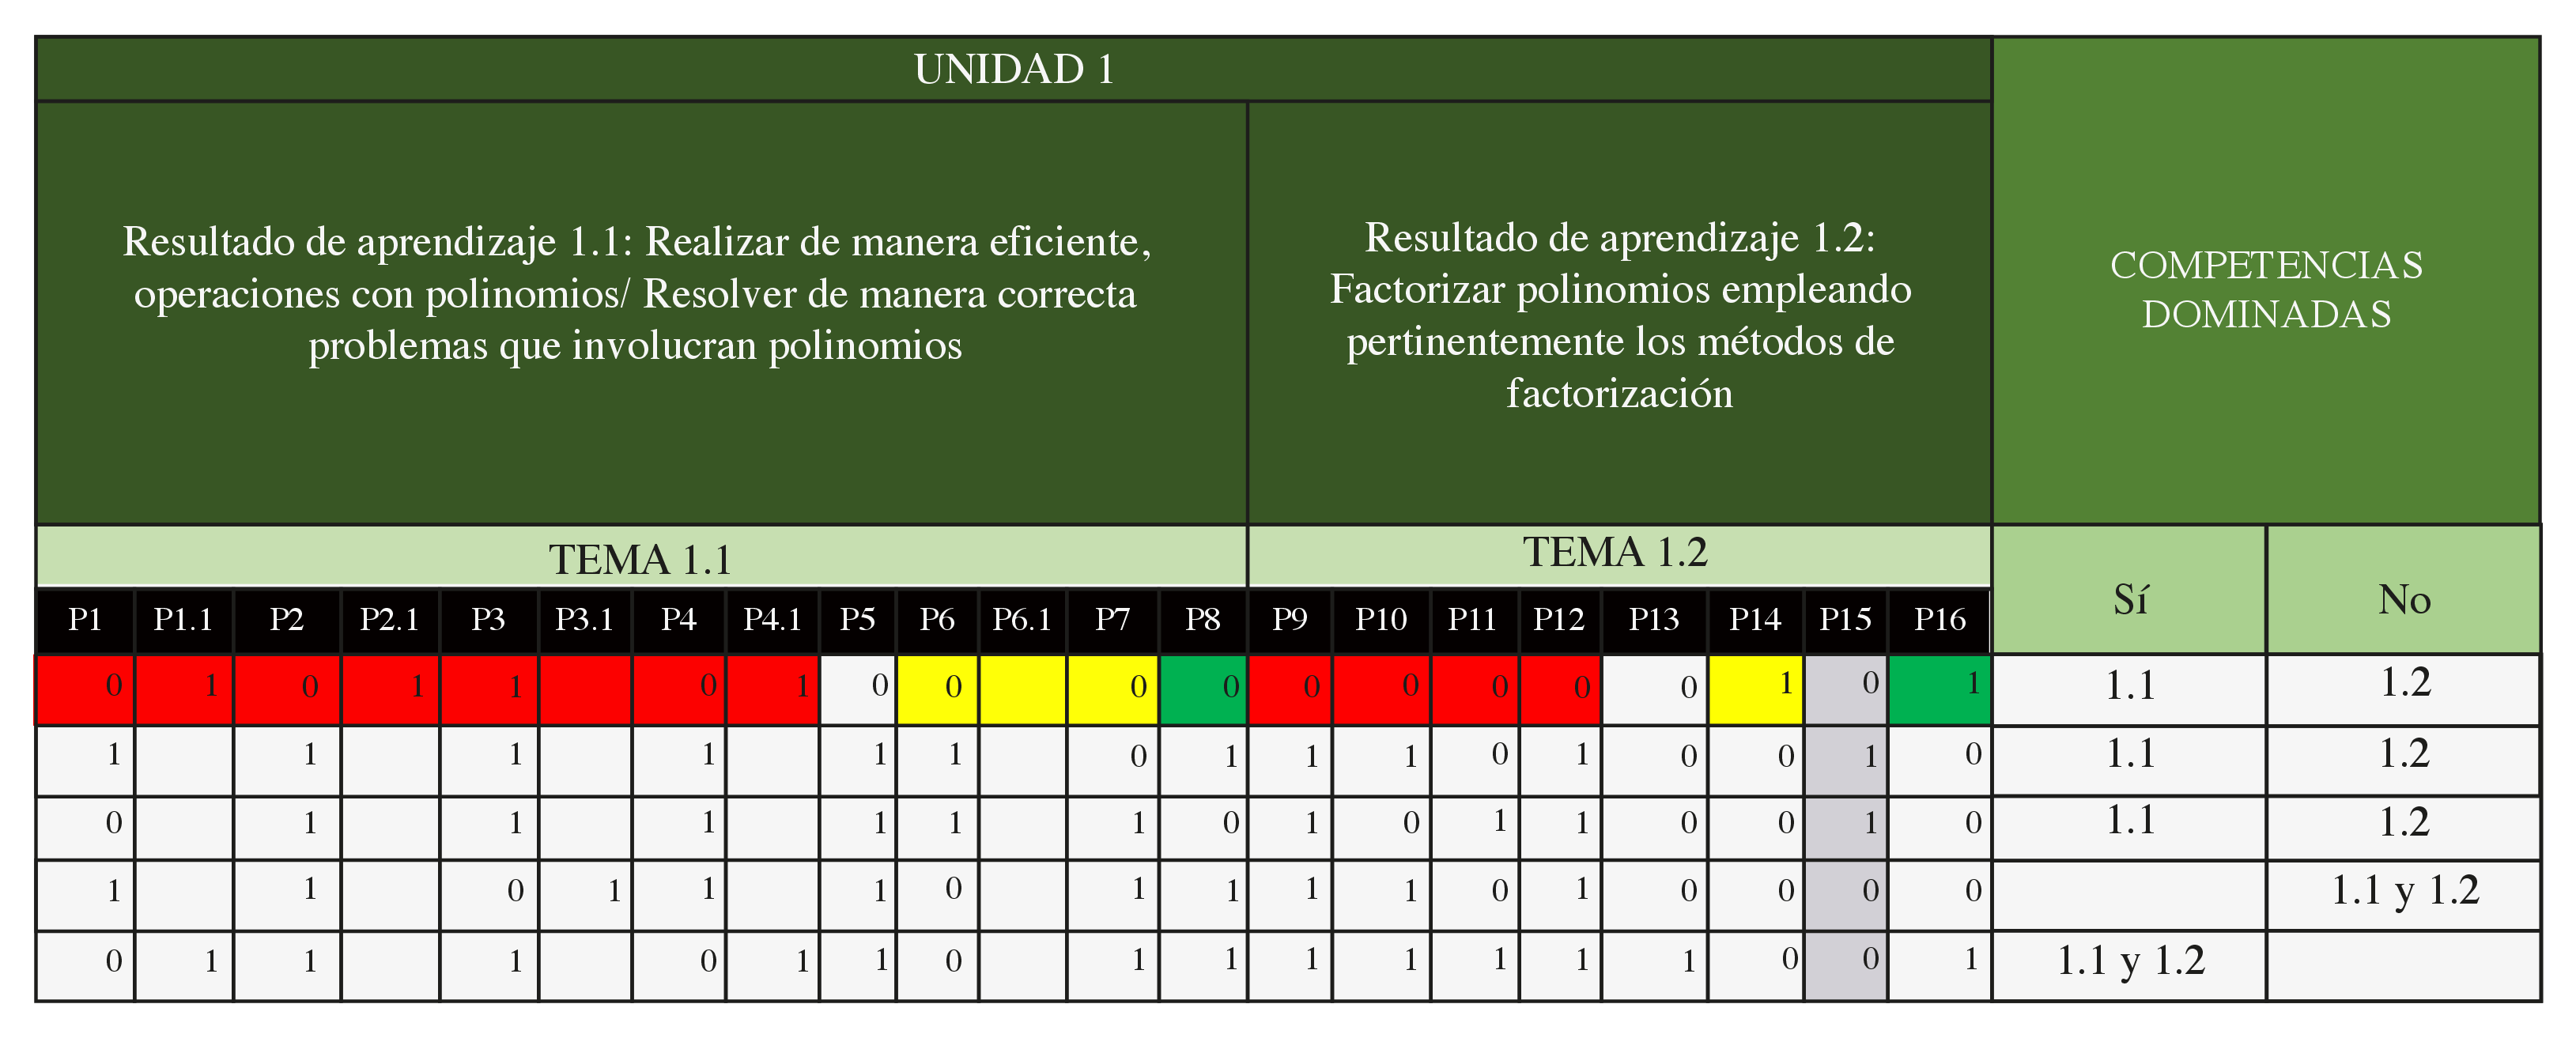 UNIDAD 1
Resultado de aprendizaje 1.1: Realizar de manera eficiente,
operaciones con polinomios/ Resolver de manera correcta
problemas que involucran polinomios
Resultado de aprendizaje 1.2:
Factorizar polinomios empleando
pertinentemente los métodos de
factorización
COMPETENCIAS
DOMINADAS
TEMA 1.1 TEMA 1.2 Sí No
P1 P1.1 P2 P2.1 P3 P3.1 P4 P4.1 P5 P6 P6.1 P7 P8 P9 P10 P11 P12 P13 P14 P15 P16
0 1 0 1 1 0 1 0 0 0 0 0 0 0 0 0 1 0 1 1.1 1.2
1 1 1 1 1 1 0 1 1 1 0 1 0 0 1 0 1.1 1.2
0 1 1 1 1 1 1 0 1 0 1 1 0 0 1 0 1.1 1.2
1 1 0 1 1 1 0 1 1 1 1 0 1 0 0 0 0 1.1 y 1.2
0 1 1 1 0 1 1 0 1 1 1 1 1 1 1 0 0 1 1.1 y 1.2